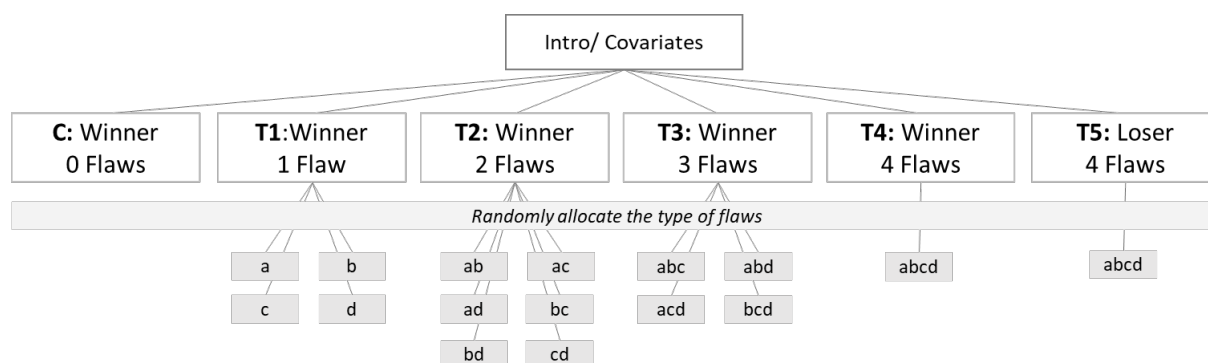 Intro/ Covariates
C: Winner
0 Flaws
T1:Winner
1 Flaw
T2: Winner
2 Flaws
T3: Winner
3 Flaws
T4: Winner
4 Flaws
T5: Loser
4 Flaws
Randomly allocate the type of flaws
a
b
c
d
ab
ac
ad
bc
bd
cd
abc
abd
acd
bcd
abcd
abcd